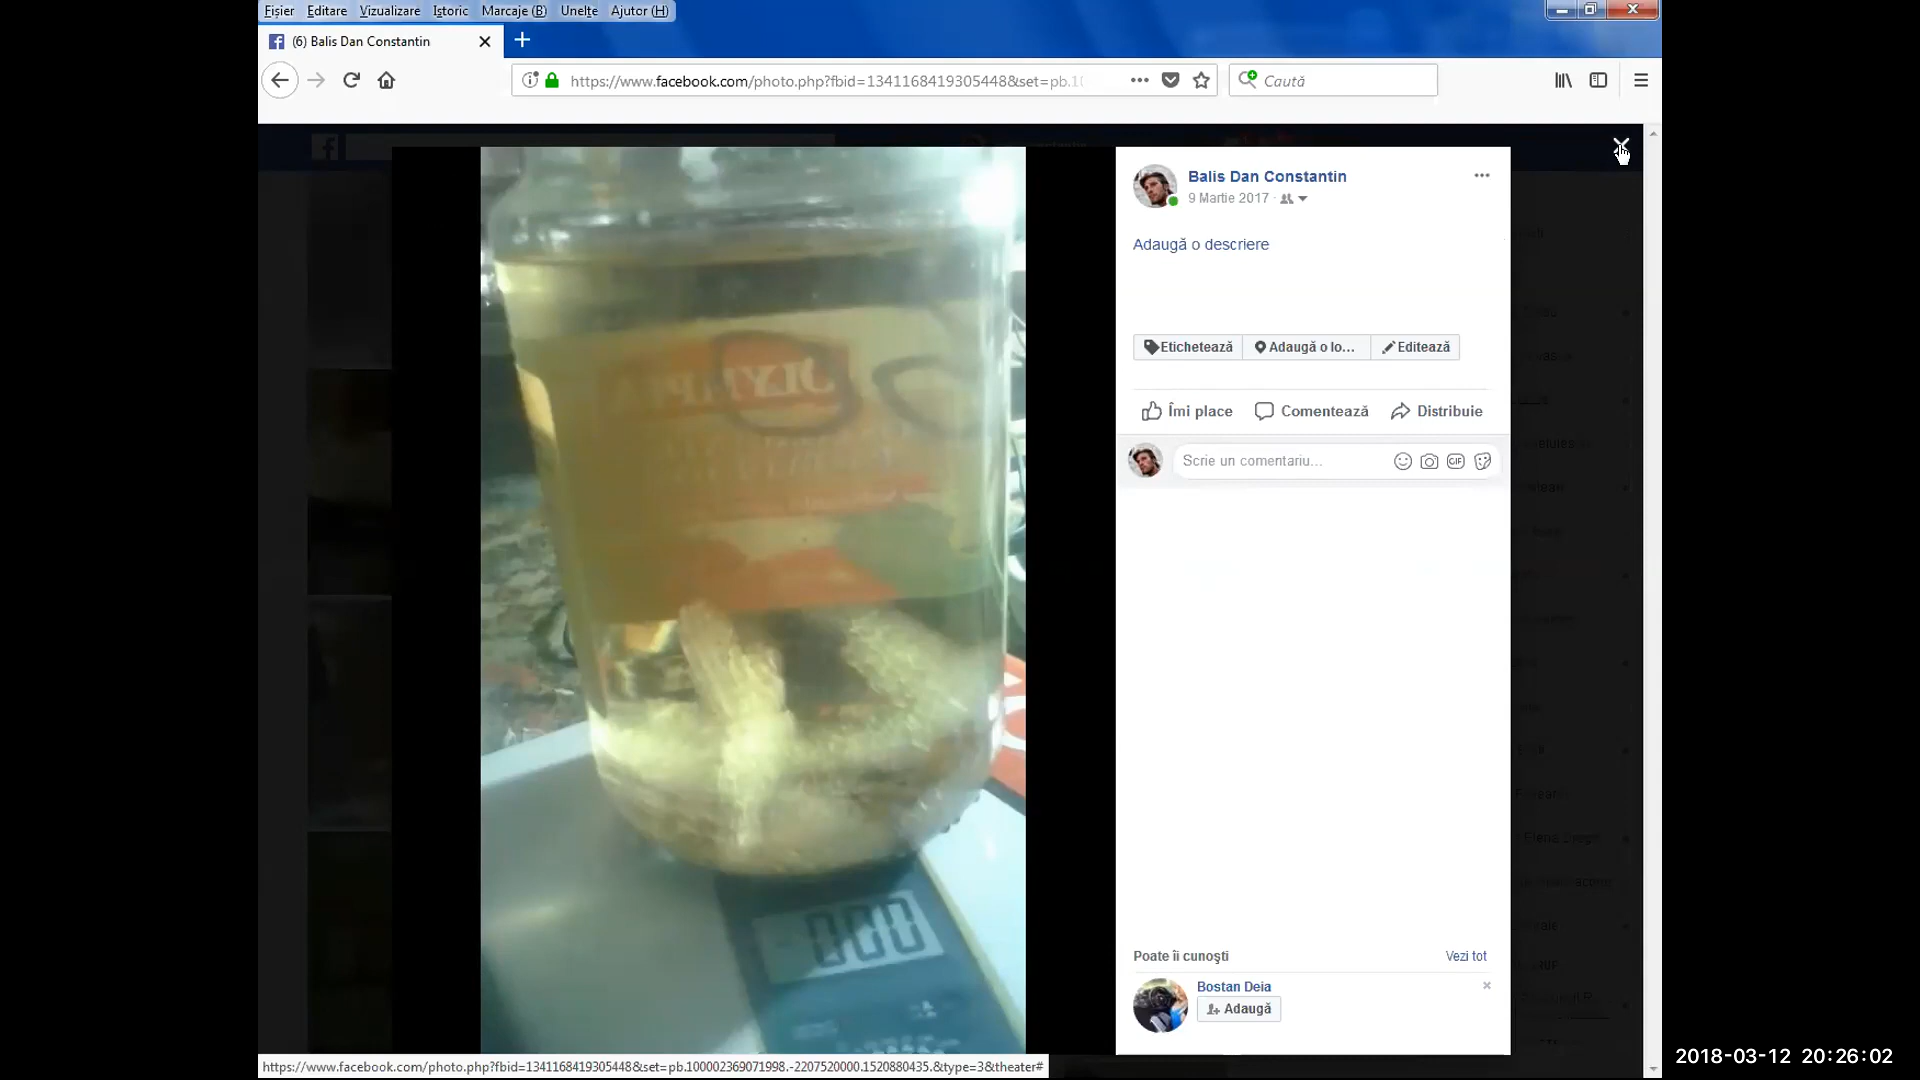 Fișier Editare Vizualizare Istoric Marcaje (B) Unelte Ajutor (H)
(6) Balis Dan Constantin
https://www.facebook.com/photo.php?fbid=1341168419305448&set=pb.10
Caută
Balis Dan Constantin
9 Martie 2017
Adaugă o descriere
Etichetează
Adaugă o lo...
Editează
Îmi place
Comentează
Distribuie
Scrie un comentariu...
GIF
Poate îi cunoşti
Vezi tot
Bostan Deia
Adaugă
000
https://www.facebook.com/photo.php?fbid=1341168419305448&set=pb.100002369071998.-2207520000.1520880435.&type=3&theater#
2018-03-12 20:26:02